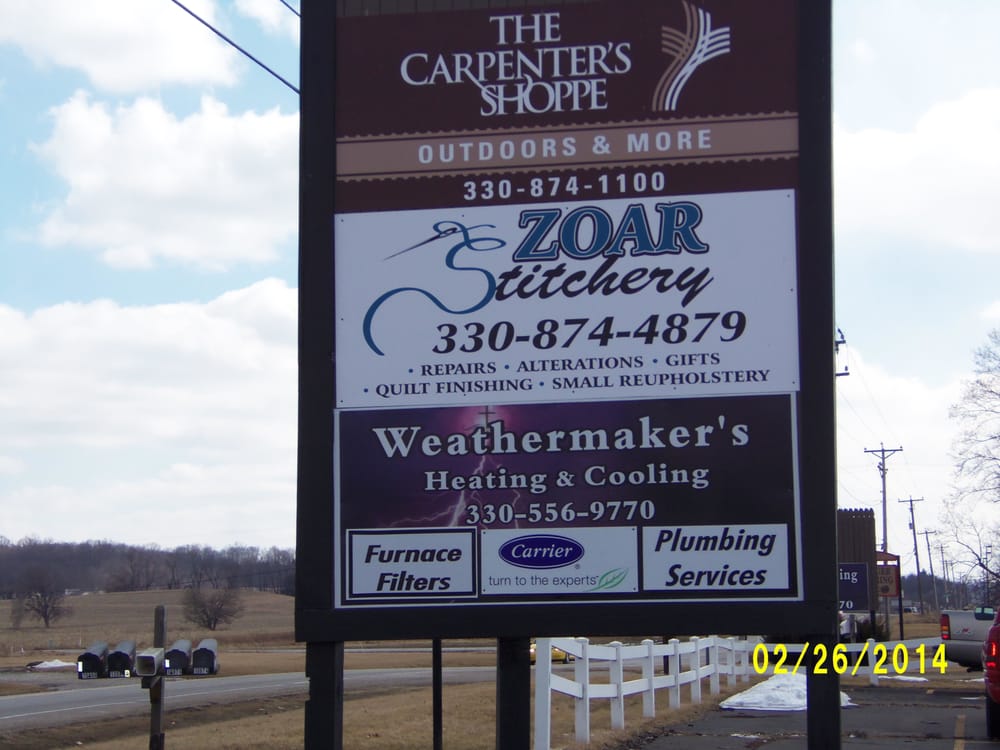 THE
CARPENTER'S
SHOPPE
OUTDOORS & MORE
330-874-1100
ZOAR
Stitchery
330-874-4879
• REPAIRS • ALTERATIONS • GIFTS
• QUILT FINISHING • SMALL REUPHOLSTERY
Weathermaker's
Heating & Cooling
330-556-9770
Furnace
Filters
Carrier
®
turn to the experts
Plumbing
Services
ing
70
02/26/2014